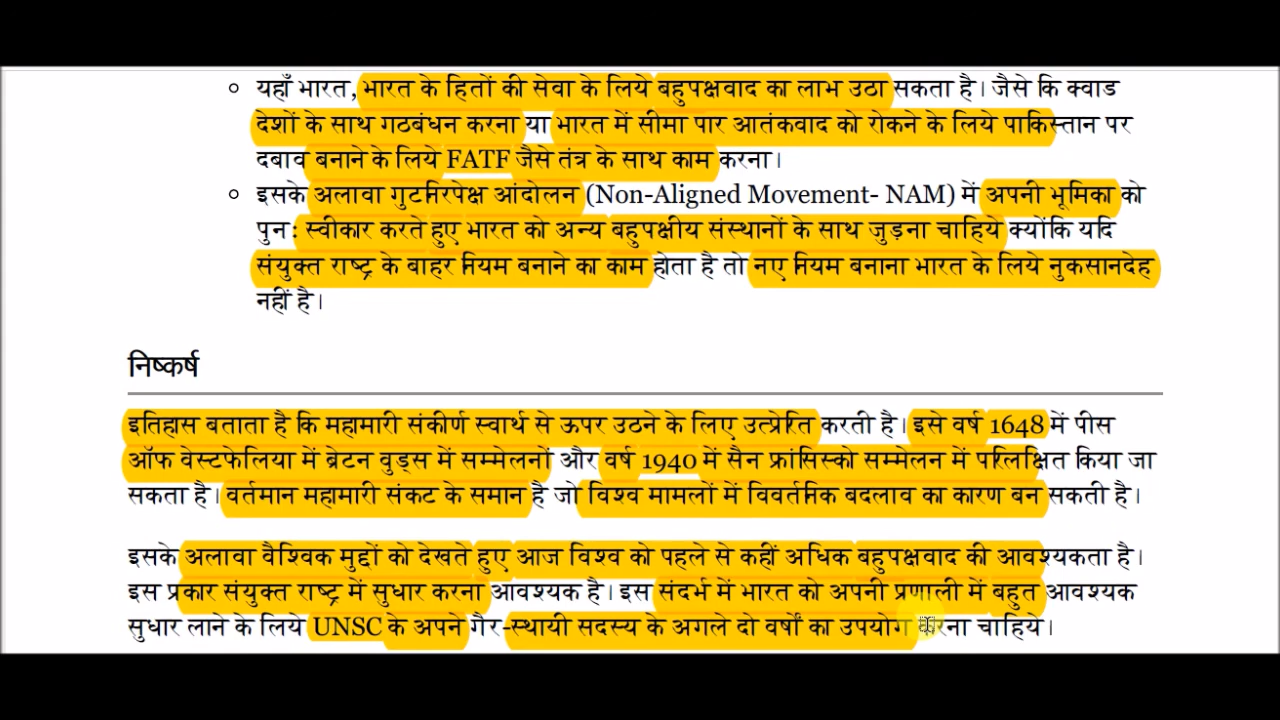 यहाँ भारत, भारत के हितों की सेवा के लिये बहुपक्षवाद का लाभ उठा सकता है। जैसे कि क्वाड
देशों के साथ गठबंधन करना या भारत में सीमा पार आतंकवाद को रोकने के लिये पाकिस्तान पर
दबाव बनाने के लिये FATF जैसे तंत्र के साथ काम करना।
इसके अलावा गुटनिरपेक्ष आंदोलन (Non-Aligned Movement- NAM) में अपनी भूमिका को
पुनः स्वीकार करते हुए भारत को अन्य बहुपक्षीय संस्थानों के साथ जुड़ना चाहिये क्योंकि यदि
संयुक्त राष्ट्र के बाहर नियम बनाने का काम होता है तो नए नियम बनाना भारत के लिये नुकसानदेह
नहीं है।
निष्कर्ष
इतिहास बताता है कि महामारी संकीर्ण स्वार्थ से ऊपर उठने के लिए उत्प्रेरित करती है। इसे वर्ष 1648 में पीस
ऑफ वेस्टफेलिया में ब्रेटन वुड्स में सम्मेलनों और वर्ष 1940 में सैन फ्रांसिस्को सम्मेलन में परिलक्षित किया जा
सकता है। वर्तमान महामारी संकट के समान है जो विश्व मामलों में विवर्तनिक बदलाव का कारण बन सकती है।
इसके अलावा वैश्विक मुद्दों को देखते हुए आज विश्व को पहले से कहीं अधिक बहुपक्षवाद की आवश्यकता है।
इस प्रकार संयुक्त राष्ट्र में सुधार करना आवश्यक है। इस संदर्भ में भारत को अपनी प्रणाली में बहुत आवश्यक
सुधार लाने के लिये UNSC के अपने गैर-स्थायी सदस्य के अगले दो वर्षों का उपयोग करना चाहिये।